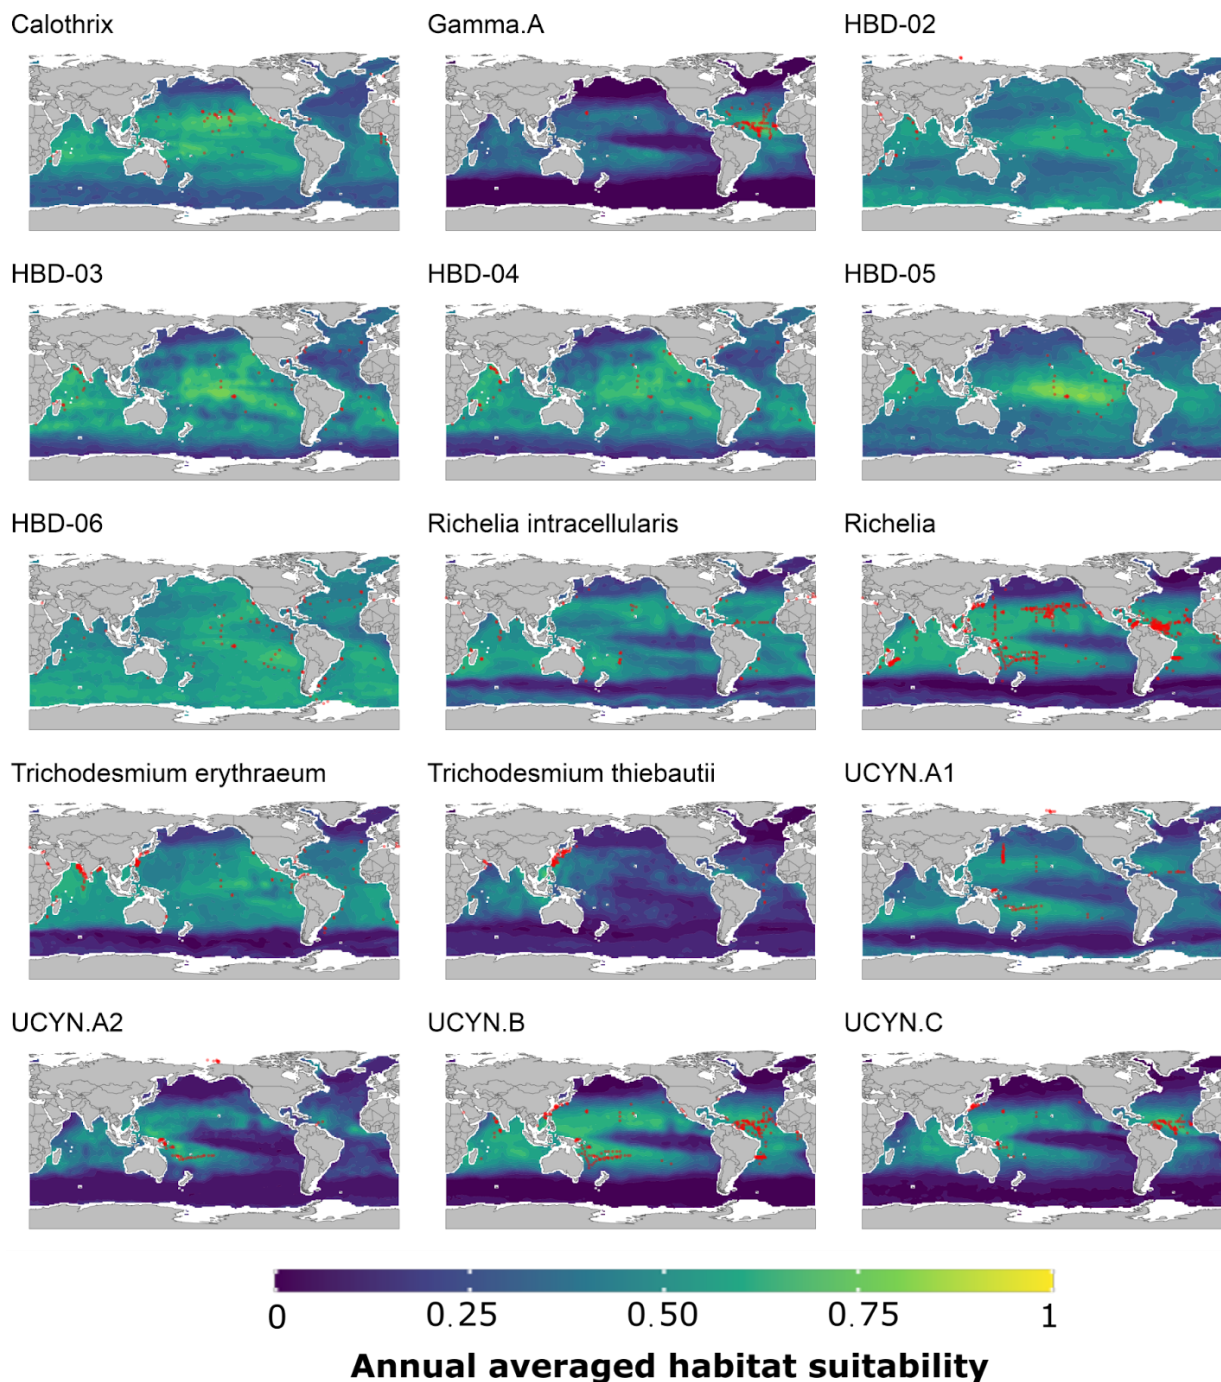 Calothrix
Gamma.A
HBD-02
HBD-03
HBD-04
HBD-05
HBD-06
Richelia intracellularis
Richelia
Trichodesmium erythraeum
Trichodesmium thiebautii
UCYN.A1
UCYN.A2
UCYN.B
UCYN.C
0 0.25 0.50 0.75 1
Annual averaged habitat suitability